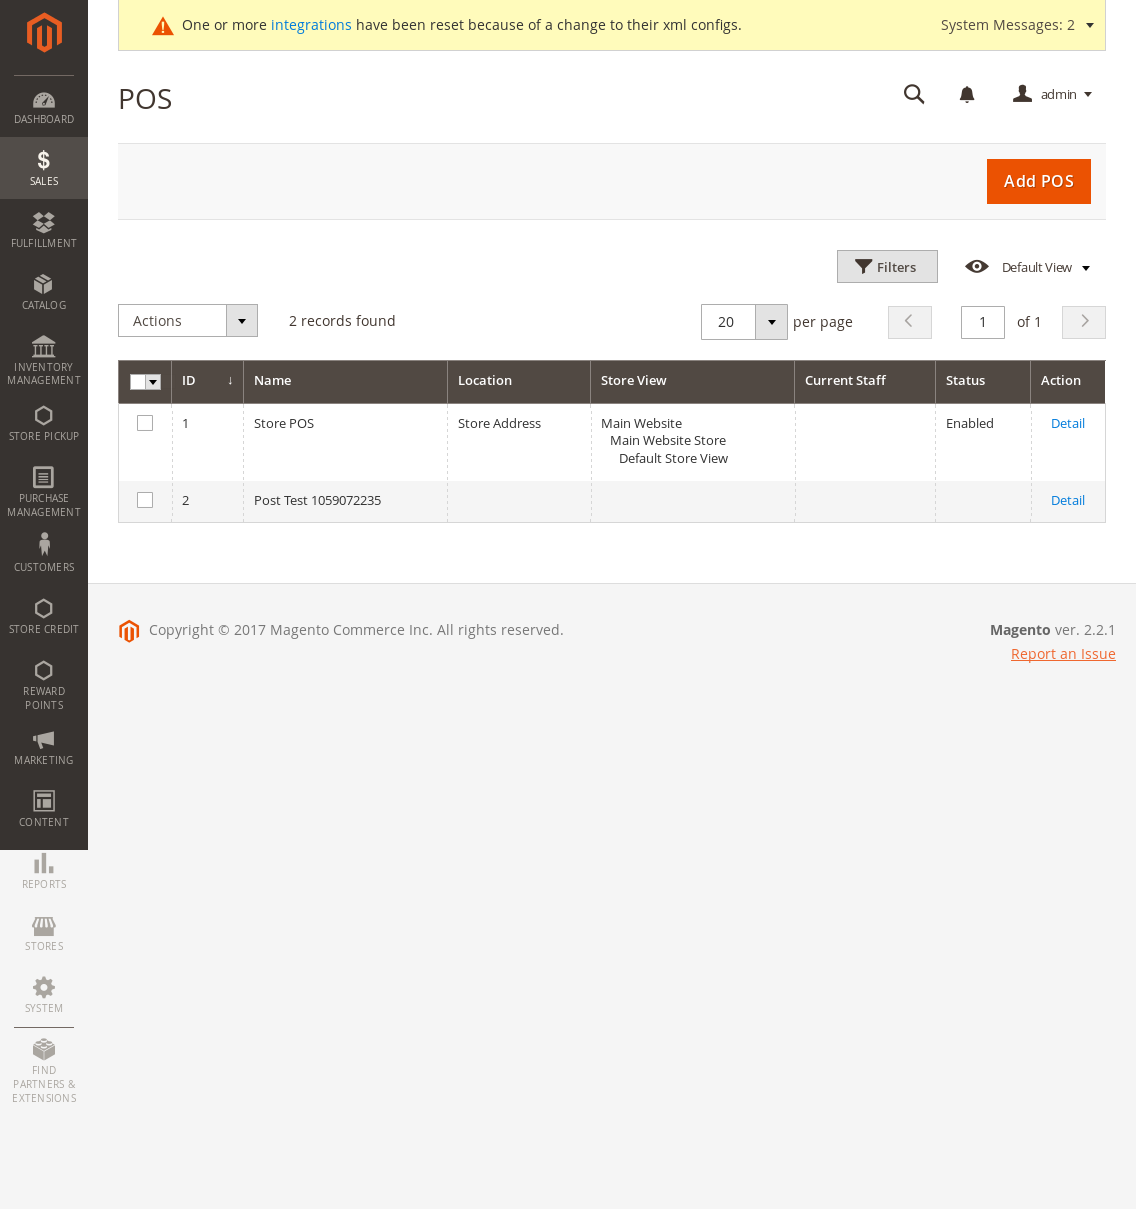 One or more integrations have been reset because of a change to their xml configs.
System Messages: 2
POS
admin
Add POS
Filters
Default View
Actions
2 records found
20
per page
1
of 1
ID ↓ Name Location Store View Current Staff Status Action
1 Store POS Store Address Main Website Enabled Detail
Main Website Store
Default Store View
2 Post Test 1059072235 Detail
Copyright © 2017 Magento Commerce Inc. All rights reserved.
Magento ver. 2.2.1
Report an Issue
DASHBOARD
$
SALES
FULFILLMENT
CATALOG
INVENTORY
MANAGEMENT
STORE PICKUP
PURCHASE
MANAGEMENT
CUSTOMERS
STORE CREDIT
REWARD
POINTS
MARKETING
CONTENT
REPORTS
STORES
SYSTEM
FIND
PARTNERS &
EXTENSIONS